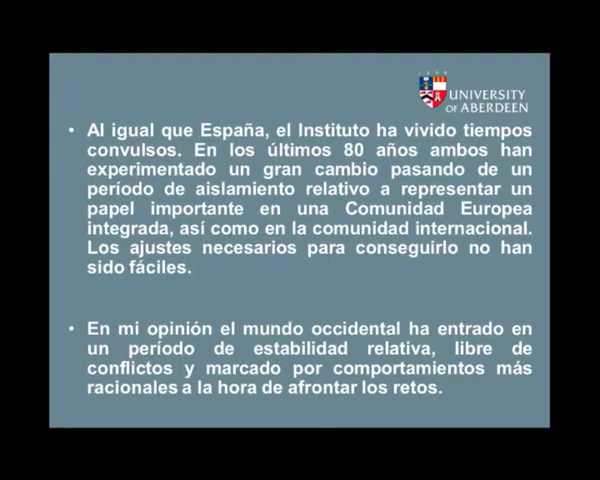 UNIVERSITY
OF ABERDEEN
• Al igual que España, el Instituto ha vivido tiempos
convulsos. En los últimos 80 años ambos han
experimentado un gran cambio pasando de un
período de aislamiento relativo a representar un
papel importante en una Comunidad Europea
integrada, así como en la comunidad internacional.
Los ajustes necesarios para conseguirlo no han
sido fáciles.
• En mi opinión el mundo occidental ha entrado en
un período de estabilidad relativa, libre de
conflictos y marcado por comportamientos más
racionales a la hora de afrontar los retos.